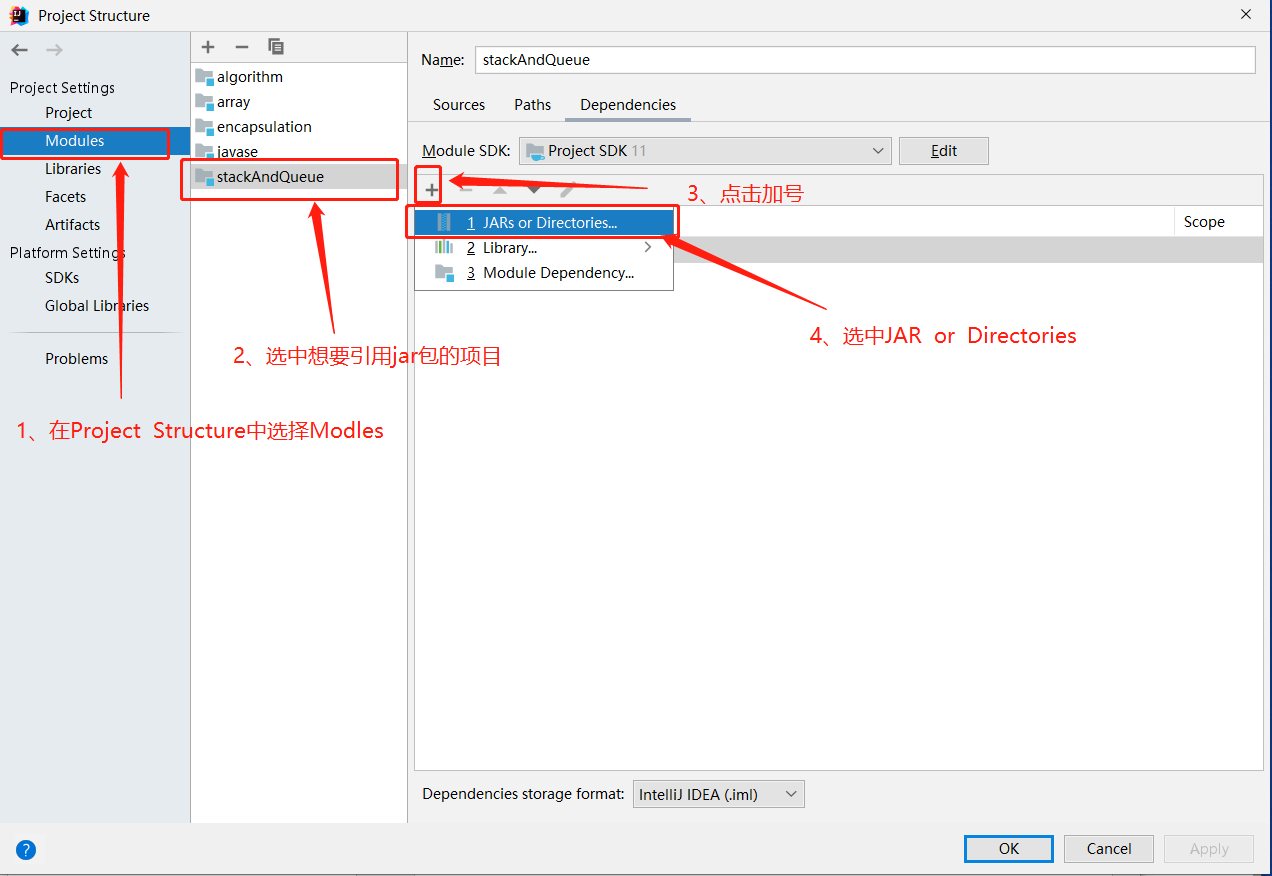 Project Structure
Project Settings
Project
Modules
Libraries
Facets
Artifacts
Platform Settings
SDKs
Global Libraries
Problems
algorithm
array
encapsulation
javase
stackAndQueue
Name: stackAndQueue
Sources Paths Dependencies
Module SDK: Project SDK 11 Edit
3、点击加号
1 JARs or Directories...
Scope
2 Library...
3 Module Dependency...
4、选中JAR or Directories
2、选中想要引用jar包的项目
1、在Project Structure中选择Modles
Dependencies storage format: IntelliJ IDEA (.iml)
? OK Cancel Apply